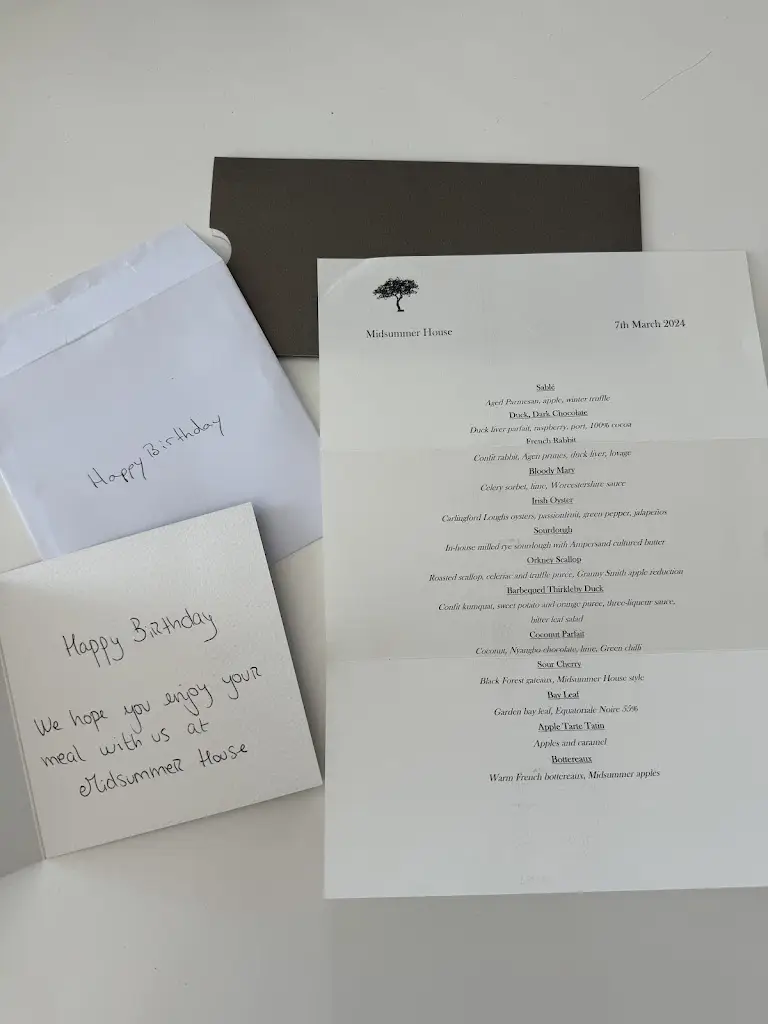 Happy Birthday
Happy Birthday
We hope you enjoy your
meal with us at
Midsummer House
Midsummer House
7th March 2024
Sablé
Aged Parmesan, apple, winter truffle
Duck, Dark Chocolate
Duck liver parfait, raspberry, port, 100% cocoa
French Rabbit
Confit rabbit, Agen prunes, duck liver, lovage
Bloody Mary
Celery sorbet, lime, Worcestershire sauce
Irish Oyster
Carlingford Loughs oysters, passionfruit, green pepper, jalapeños
Sourdough
In-house milled rye sourdough with Ampersand cultured butter
Orkney Scallop
Roasted scallop, celeriac and truffle puree, Granny Smith apple reduction
Barbequed Thirkleby Duck
Confit kumquat, sweet potato and orange puree, three-liqueur sauce,
bitter leaf salad
Coconut Parfait
Coconut, Nyangbo chocolate, lime, Green chilli
Sour Cherry
Black Forest gateaux, Midsummer House style
Bay Leaf
Garden bay leaf, Equatoriale Noire 55%
Apple Tarte Tatin
Apples and caramel
Bottereaux
Warm French bottereaux, Midsummer apples